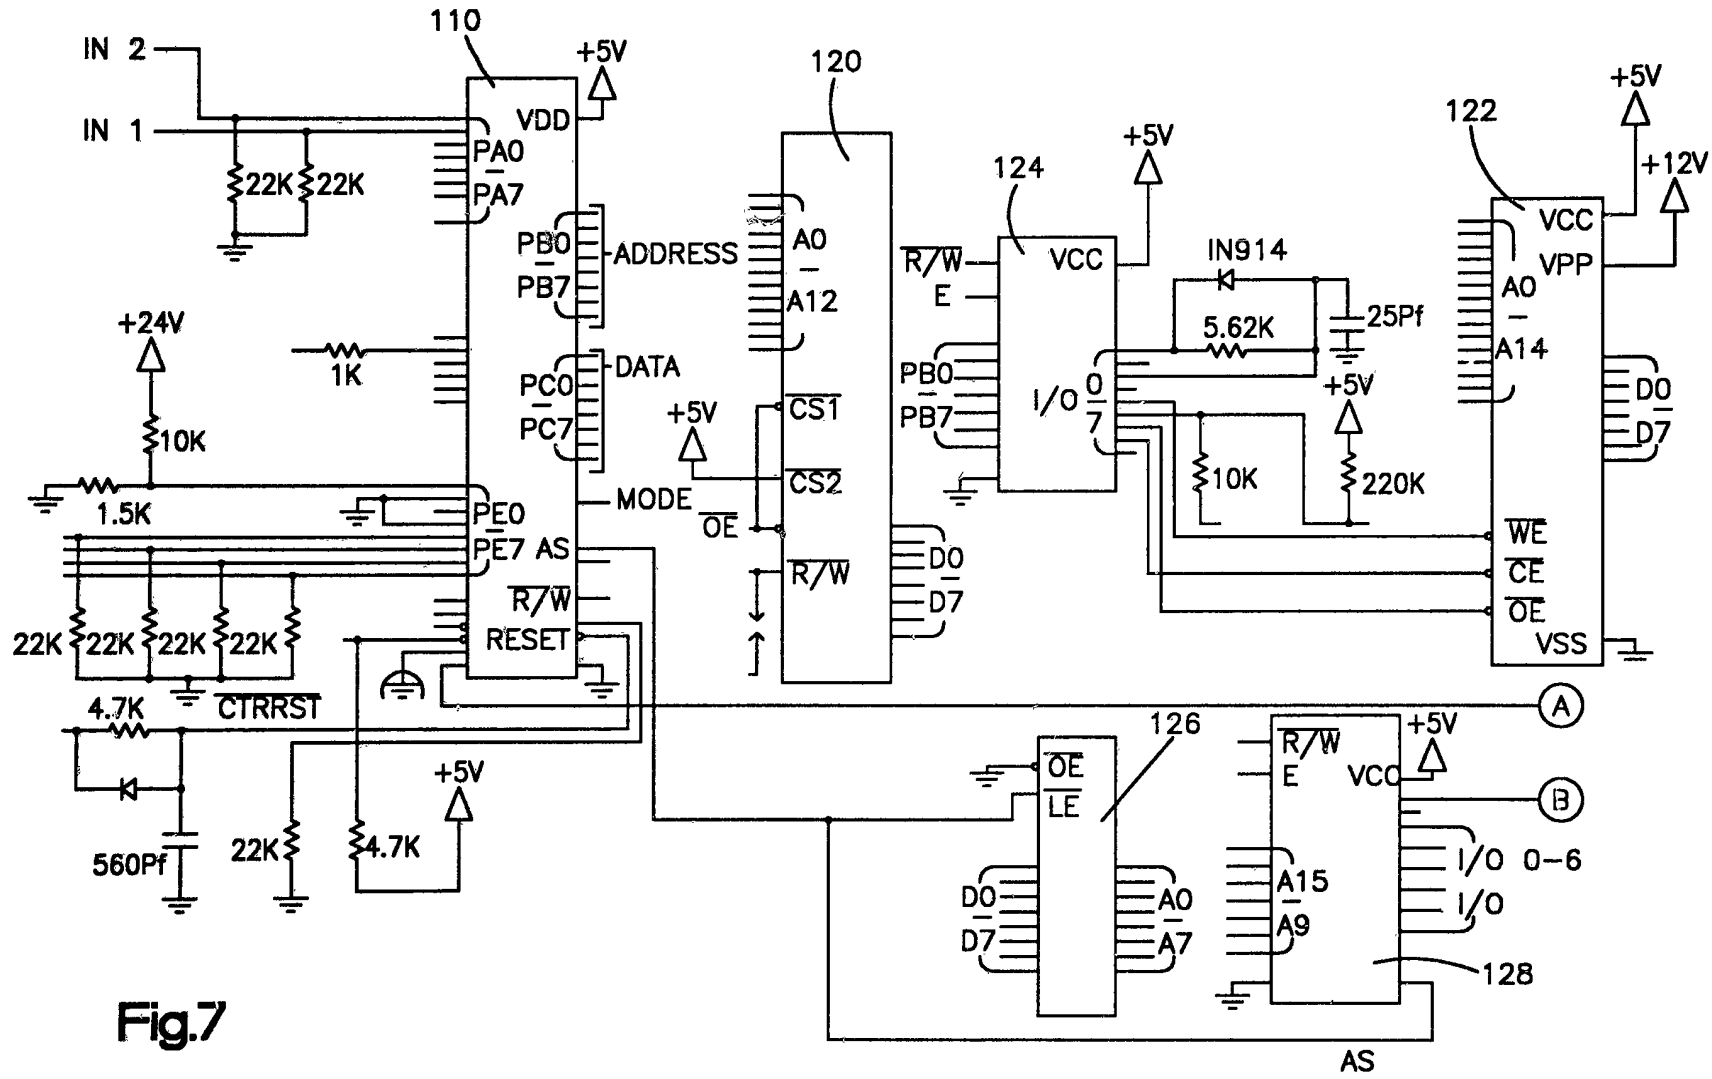 110
IN 2
+5V
120
+5V
122
VDD
IN 1
+5V
+12V
PA0
-
PA7
22K
22K
124
VCC
PB0
-
PB7
ADDRESS
A0
-
A12
R/W
VCC
IN914
VPP
E
A0
-
A14
+24V
25Pf
5.62K
1K
PC0
-
PC7
DATA
PB0
-
PB7
I/O 0
-
7
+5V
D0
-
D7
+5V
CS1
10K
CS2
10K
220K
1.5K
PE0
-
PE7
MODE
OE
WE
AS
D0
-
D7
R/W
CE
R/W
OE
22K
22K
22K
22K
RESET
VSS
CTRRST
4.7K
A
126
R/W
+5V
OE
E
VCC
+5V
LE
B
560Pf
22K
4.7K
I/O 0-6
D0
-
D7
A0
-
A7
A15
-
A9
I/O
128
Fig.7
AS